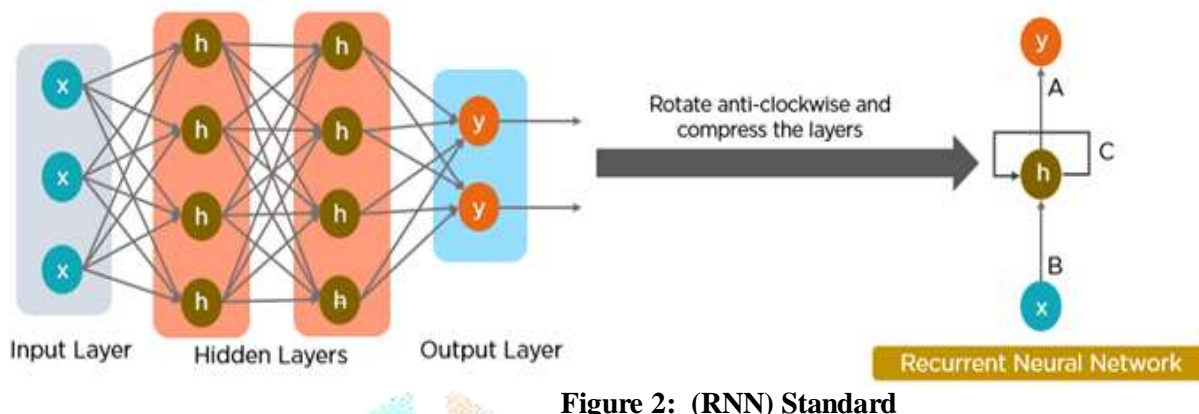 x
x
x
h
h
h
h
h
h
h
h
y
y
Input Layer
Hidden Layers
Output Layer
Rotate anti-clockwise and
compress the layers
y
A
C
h
B
x
Recurrent Neural Network
Figure 2: (RNN) Standard